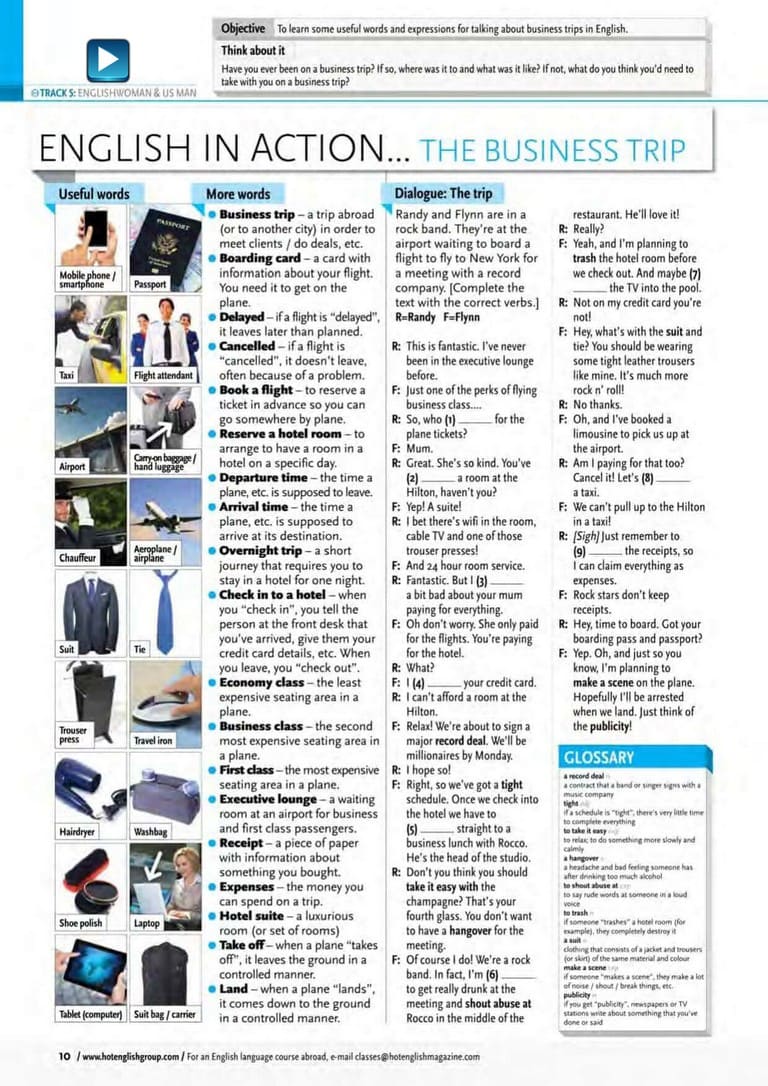 Objective To learn some useful words and expressions for talking about business trips in English.
Think about it
Have you ever been on a business trip? If so, where was it to and what was it like? If not, what do you think you'd need to
take with you on a business trip?
TRACK 5: ENGLISHWOMAN & US MAN
ENGLISH IN ACTION... THE BUSINESS TRIP
Useful words
Mobile phone /
smartphone
PASSPORT
Passport
Taxi
Flight attendant
Airport
Carry-on baggage /
hand luggage
Chauffeur
Aeroplane /
airplane
Suit
Tie
Trouser
press
Travel iron
Hairdryer
Washbag
Shoe polish
Laptop
Tablet (computer)
Suit bag / carrier
More words
• Business trip – a trip abroad
(or to another city) in order to
meet clients / do deals, etc.
• Boarding card – a card with
information about your flight.
You need it to get on the
plane.
• Delayed – if a flight is "delayed",
it leaves later than planned.
• Cancelled – if a flight is
"cancelled", it doesn't leave,
often because of a problem.
• Book a flight – to reserve a
ticket in advance so you can
go somewhere by plane.
• Reserve a hotel room – to
arrange to have a room in a
hotel on a specific day.
• Departure time – the time a
plane, etc. is supposed to leave.
• Arrival time – the time a
plane, etc. is supposed to
arrive at its destination.
• Overnight trip – a short
journey that requires you to
stay in a hotel for one night.
• Check in to a hotel – when
you "check in", you tell the
person at the front desk that
you've arrived, give them your
credit card details, etc. When
you leave, you "check out".
• Economy class – the least
expensive seating area in a
plane.
• Business class – the second
most expensive seating area in
a plane.
• First class – the most expensive
seating area in a plane.
• Executive lounge – a waiting
room at an airport for business
and first class passengers.
• Receipt – a piece of paper
with information about
something you bought.
• Expenses – the money you
can spend on a trip.
• Hotel suite – a luxurious
room (or set of rooms)
• Take off – when a plane "takes
off", it leaves the ground in a
controlled manner.
• Land – when a plane "lands",
it comes down to the ground
in a controlled manner.
Dialogue: The trip
Randy and Flynn are in a
rock band. They're at the
airport waiting to board a
flight to fly to New York for
a meeting with a record
company. [Complete the
text with the correct verbs.]
R=Randy F=Flynn
R: This is fantastic. I've never
been in the executive lounge
before.
F: Just one of the perks of flying
business class....
R: So, who (1) ______ for the
plane tickets?
F: Mum.
R: Great. She's so kind. You've
(2) ______ a room at the
Hilton, haven't you?
F: Yep! A suite!
R: I bet there's wifi in the room,
cable TV and one of those
trouser presses!
F: And 24 hour room service.
R: Fantastic. But I (3) ______
a bit bad about your mum
paying for everything.
F: Oh don't worry. She only paid
for the flights. You're paying
for the hotel.
R: What?
F: I (4) ______ your credit card.
R: I can't afford a room at the
Hilton.
F: Relax! We're about to sign a
major record deal. We'll be
millionaires by Monday.
R: I hope so!
F: Right, so we've got a tight
schedule. Once we check into
the hotel we have to
(5) ______ straight to a
business lunch with Rocco.
He's the head of the studio.
R: Don't you think you should
take it easy with the
champagne? That's your
fourth glass. You don't want
to have a hangover for the
meeting.
F: Of course I do! We're a rock
band. In fact, I'm (6) ______
to get really drunk at the
meeting and shout abuse at
Rocco in the middle of the
restaurant. He'll love it!
R: Really?
F: Yeah, and I'm planning to
trash the hotel room before
we check out. And maybe (7)
______ the TV into the pool.
R: Not on my credit card you're
not!
F: Hey, what's with the suit and
tie? You should be wearing
some tight leather trousers
like mine. It's much more
rock n' roll!
R: No thanks.
F: Oh, and I've booked a
limousine to pick us up at
the airport.
R: Am I paying for that too?
Cancel it! Let's (8) ______
a taxi.
F: We can't pull up to the Hilton
in a taxi!
R: [Sigh] Just remember to
(9) ______ the receipts, so
I can claim everything as
expenses.
F: Rock stars don't keep
receipts.
R: Hey, time to board. Got your
boarding pass and passport?
F: Yep. Oh, and just so you
know, I'm planning to
make a scene on the plane.
Hopefully I'll be arrested
when we land. Just think of
the publicity!
GLOSSARY
a record deal n
a contract that a band or singer signs with a
music company
tight adj
if a schedule is "tight", there's very little time
to complete everything
to take it easy exp
to relax; to do something more slowly and
calmly
a hangover n
a headache and bad feeling someone has
after drinking too much alcohol
to shout abuse at exp
to say rude words at someone in a loud
voice
to trash n
if someone "trashes" a hotel room (for
example), they completely destroy it
a suit n
clothing that consists of a jacket and trousers
(or skirt) of the same material and colour
make a scene exp
if someone "makes a scene", they make a lot
of noise / shout / break things, etc.
publicity n
if you get "publicity", newspapers or TV
stations write about something that you've
done or said
10 / www.hotenglishgroup.com / For an English language course abroad, e-mail classes@hotenglishmagazine.com